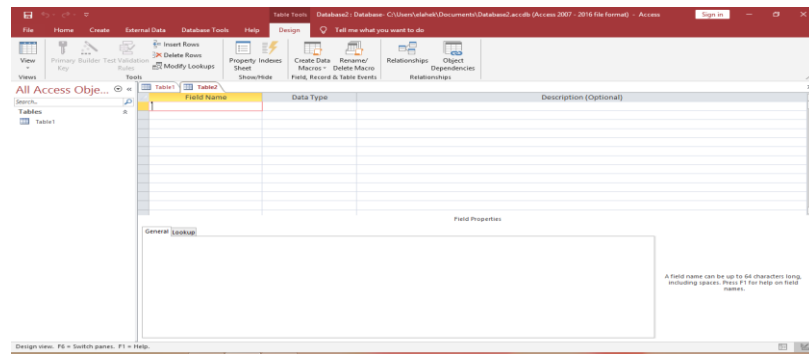 Table Tools Database2 : Database- C:\Users\elahek\Documents\Database2.accdb (Access 2007 - 2016 file format) - Access Sign in
File Home Create External Data Database Tools Help Design Tell me what you want to do
View
Primary Key
Builder
Test Validation Rules
Insert Rows
Delete Rows
Modify Lookups
Property Sheet
Indexes
Create Data Macros
Rename/ Delete Macro
Relationships
Object Dependencies
Views Tools Show/Hide Field, Record & Table Events Relationships
All Access Obje... «
Search...
Tables
Table1
Table1 Table2
Field Name Data Type Description (Optional)
Field Properties
General Lookup
A field name can be up to 64 characters long,
including spaces. Press F1 for help on field
names.
Design view. F6 = Switch panes. F1 = Help.